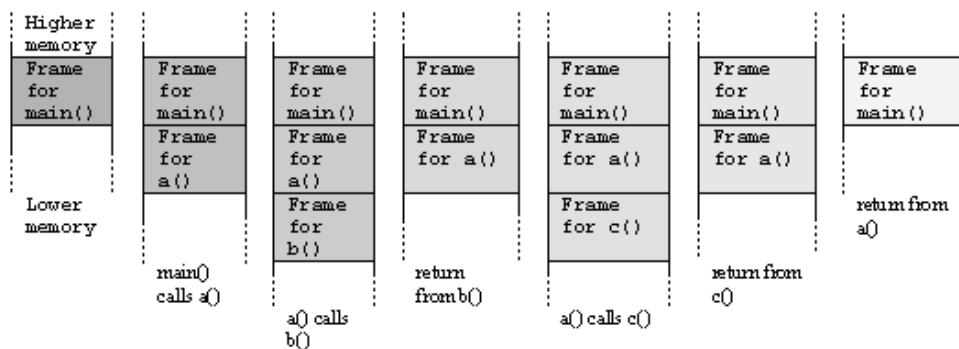 Higher
memory
Frame
for
main()
Lower
memory
Frame
for
main()
Frame
for
a()
main()
calls a()
Frame
for
main()
Frame
for
a()
Frame
for
b()
a() calls
b()
Frame
for
main()
Frame
for a()
return
from b()
Frame
for
main()
Frame
for a()
Frame
for c()
a() calls c()
Frame
for
main()
Frame
for a()
return from
c()
Frame
for
main()
return from
a()